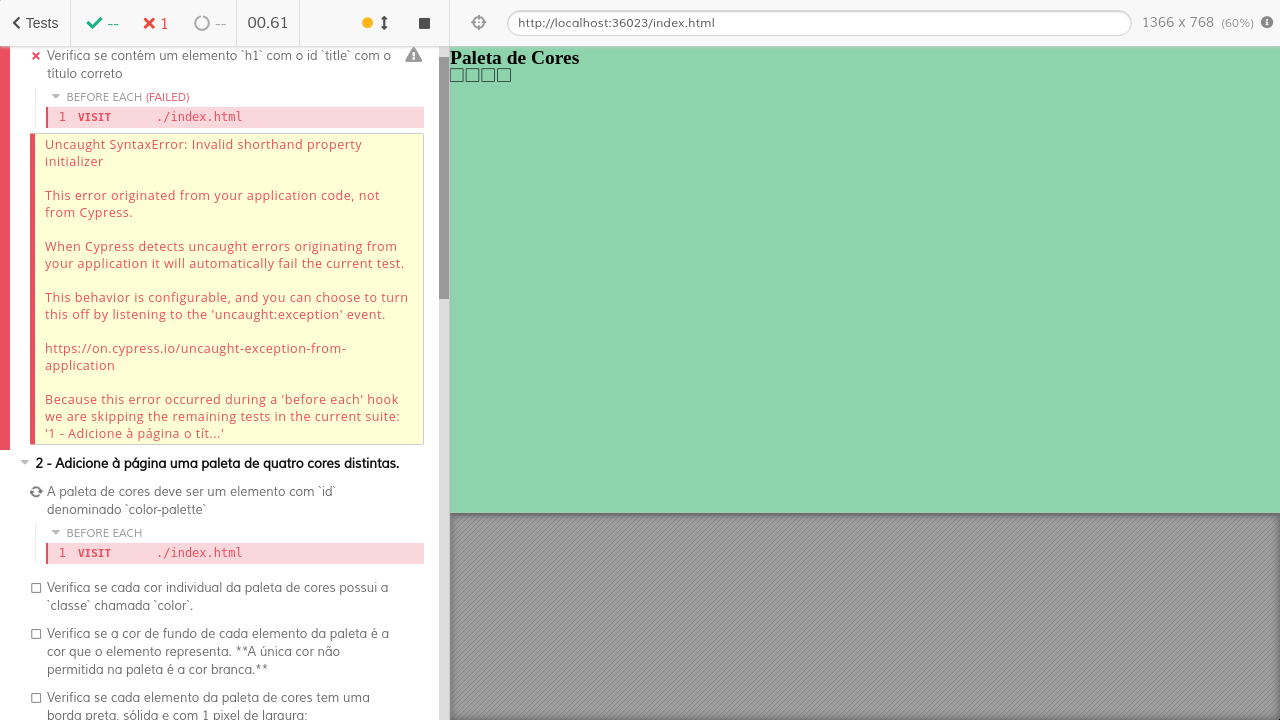 Tests
--
1
--
00.61
http://localhost:36023/index.html
1366 x 768 (60%)
Verifica se contém um elemento `h1` com o id `title` com o
título correto
BEFORE EACH (FAILED)
1 VISIT ./index.html
Uncaught SyntaxError: Invalid shorthand property
initializer
This error originated from your application code, not
from Cypress.
When Cypress detects uncaught errors originating from
your application it will automatically fail the current test.
This behavior is configurable, and you can choose to turn
this off by listening to the 'uncaught:exception' event.
https://on.cypress.io/uncaught-exception-from-
application
Because this error occurred during a 'before each' hook
we are skipping the remaining tests in the current suite:
'1 - Adicione à página o tít...'
2 - Adicione à página uma paleta de quatro cores distintas.
A paleta de cores deve ser um elemento com `id`
denominado `color-palette`
BEFORE EACH
1 VISIT ./index.html
Verifica se cada cor individual da paleta de cores possui a
`classe` chamada `color`.
Verifica se a cor de fundo de cada elemento da paleta é a
cor que o elemento representa. **A única cor não
permitida na paleta é a cor branca.**
Verifica se cada elemento da paleta de cores tem uma
borda preta, sólida e com 1 pixel de largura;
Paleta de Cores